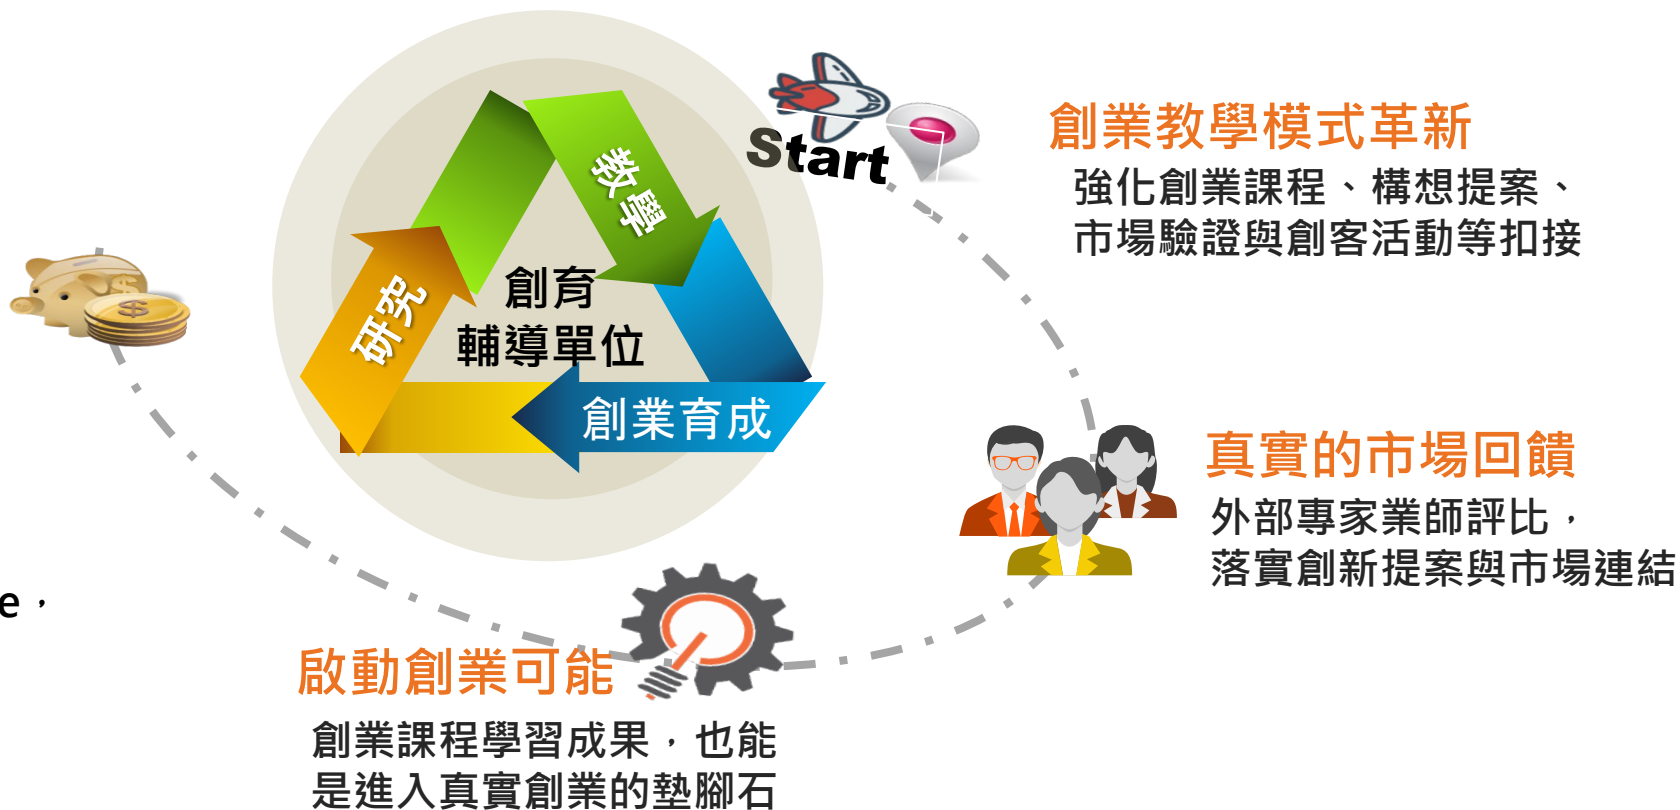 Start
創業教學模式革新
強化創業課程、構想提案、
市場驗證與創客活動等扣接
教學
研究
創育
輔導單位
創業育成
真實的市場回饋
外部專家業師評比，
落實創新提案與市場連結
e，
啟動創業可能
創業課程學習成果，也能
是進入真實創業的墊腳石